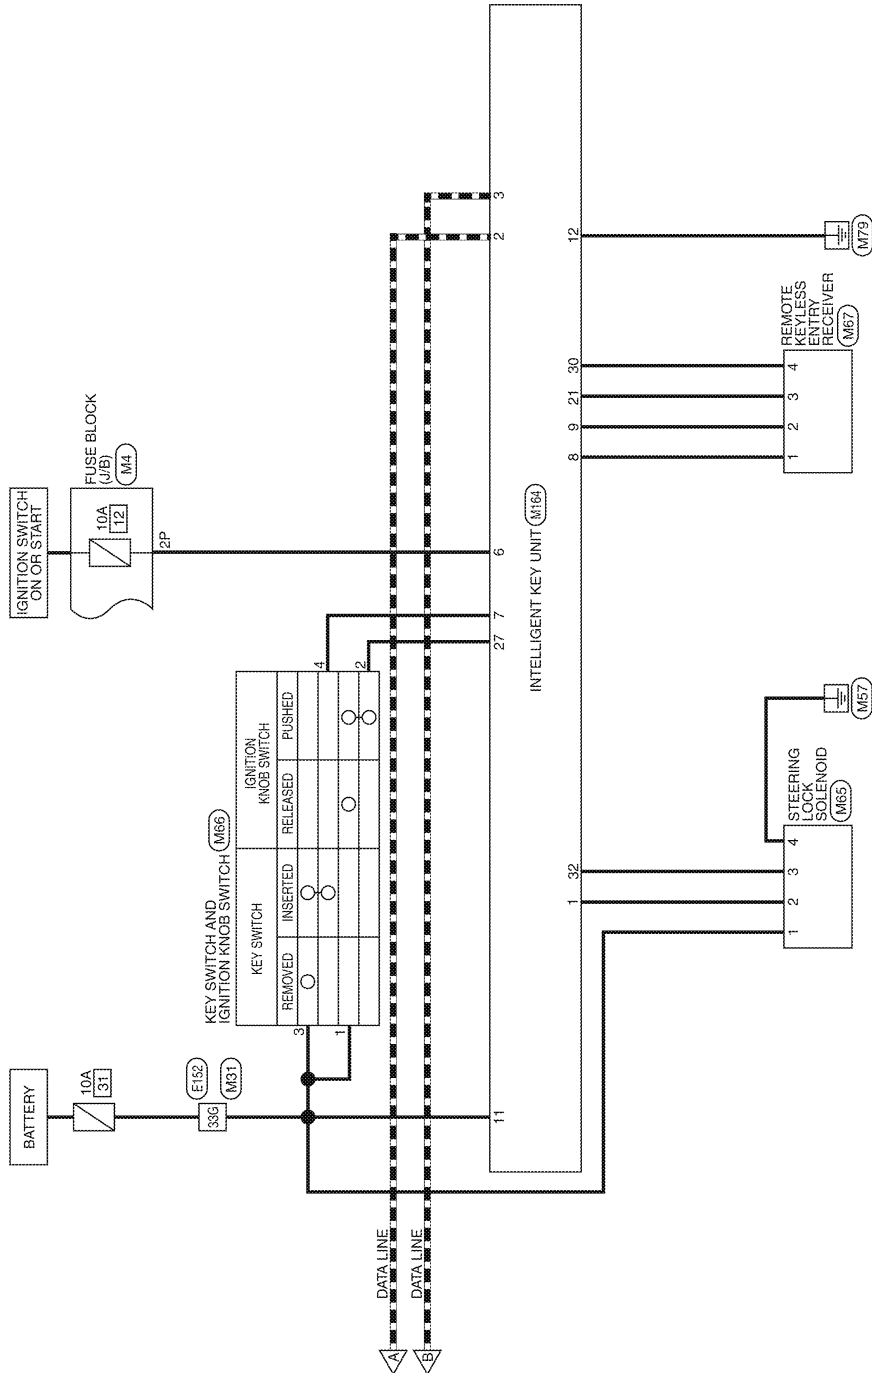 BATTERY
10A
31
E152
33G
M31
KEY SWITCH AND
IGNITION KNOB SWITCH
M66
KEY SWITCH
IGNITION
KNOB SWITCH
REMOVED
INSERTED
RELEASED
PUSHED
3
1
4
2
IGNITION SWITCH
ON OR START
FUSE BLOCK
(J/B)
M4
10A
12
2P
DATA LINE
A
DATA LINE
B
11
27
7
6
2
3
INTELLIGENT KEY UNIT
M164
1
32
8
9
21
30
12
1
2
3
4
STEERING
LOCK
SOLENOID
M65
M57
1
2
3
4
REMOTE
KEYLESS
ENTRY
RECEIVER
M67
M79